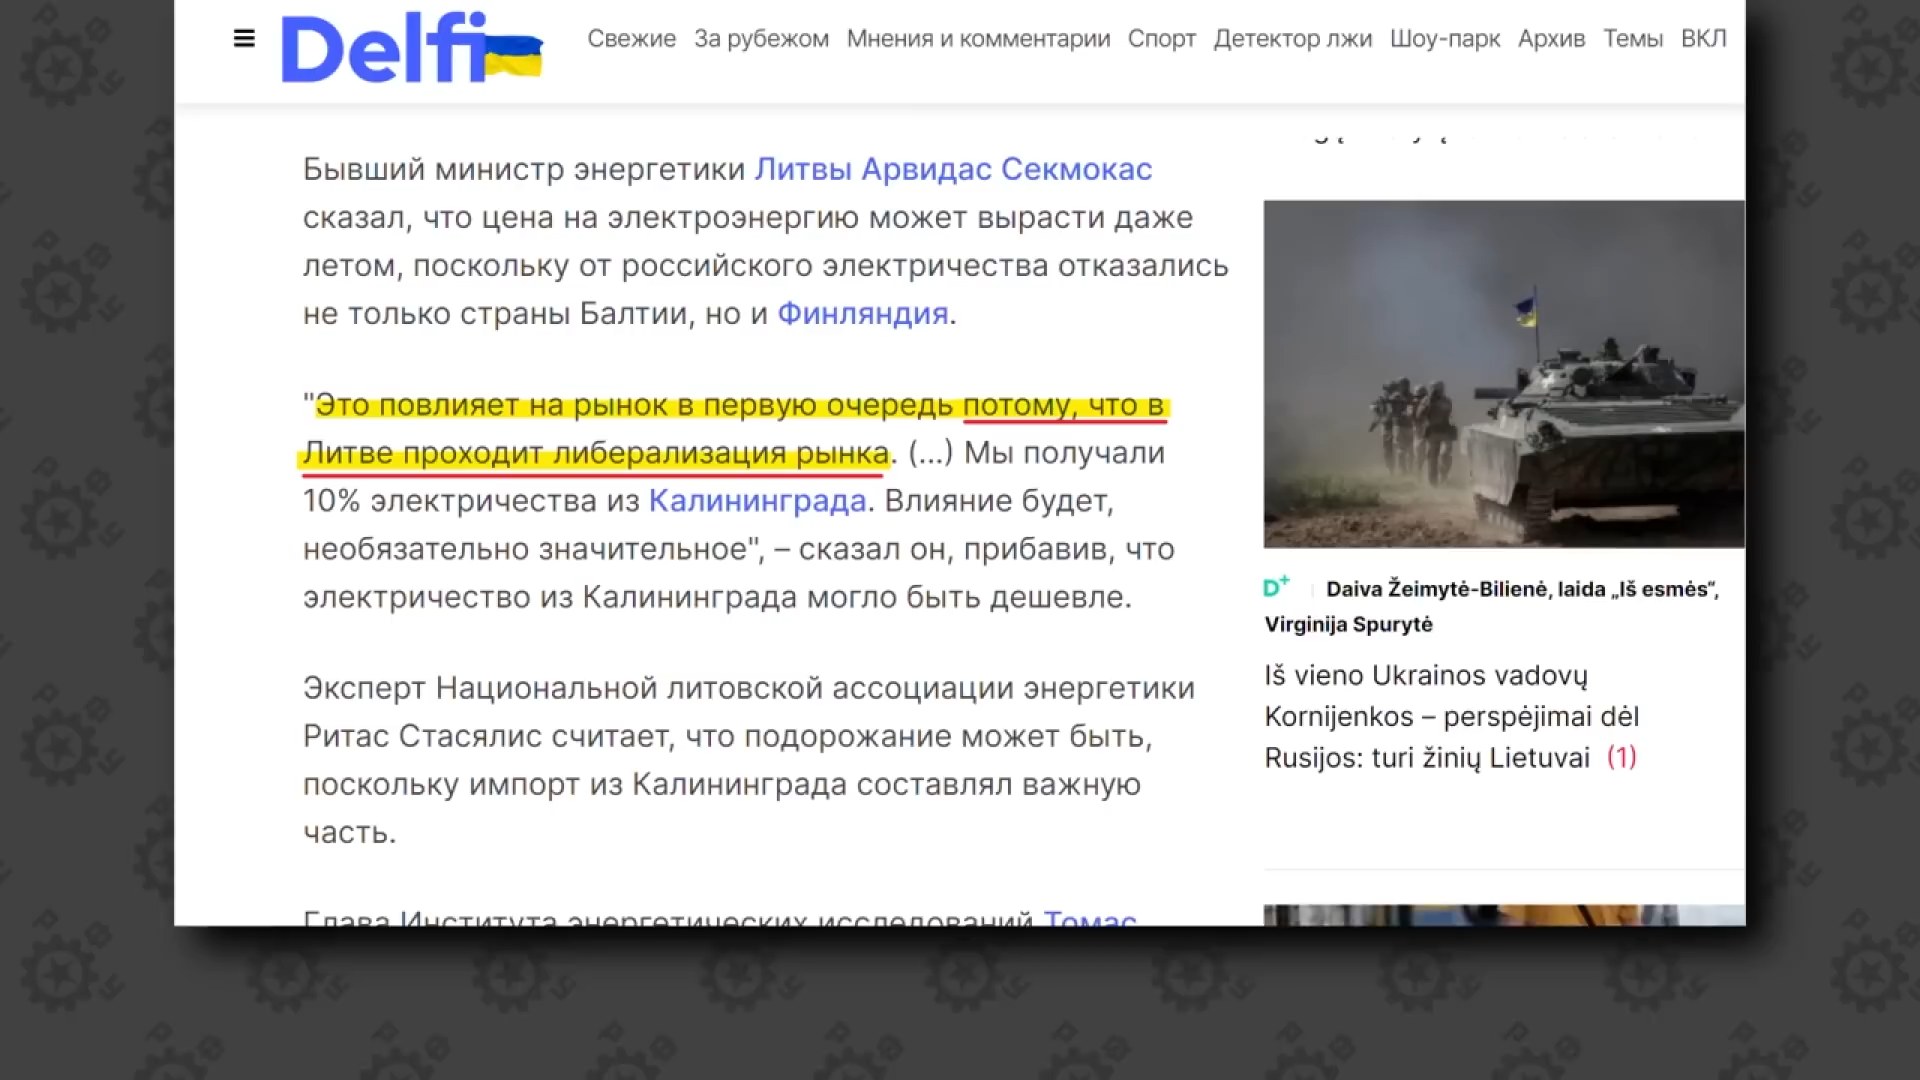 Delfi
Свежие За рубежом Мнения и комментарии Спорт Детектор лжи Шоу-парк Архив Темы ВКЛ
Бывший министр энергетики Литвы Арвидас Секмокас
сказал, что цена на электроэнергию может вырасти даже
летом, поскольку от российского электричества отказались
не только страны Балтии, но и Финляндия.
"Это повлияет на рынок в первую очередь потому, что в
Литве проходит либерализация рынка. (...) Мы получали
10% электричества из Калининграда. Влияние будет,
необязательно значительное", – сказал он, прибавив, что
электричество из Калининграда могло быть дешевле.
Эксперт Национальной литовской ассоциации энергетики
Ритас Стасялис считает, что подорожание может быть,
поскольку импорт из Калининграда составлял важную
часть.
Глава Института энергетических исследований Томас
D+ Daiva Žeimytė-Bilienė, laida „Iš esmės“,
Virginija Spurytė
Iš vieno Ukrainos vadovų
Kornijenkos – perspėjimai dėl
Rusijos: turi žinių Lietuvai (1)